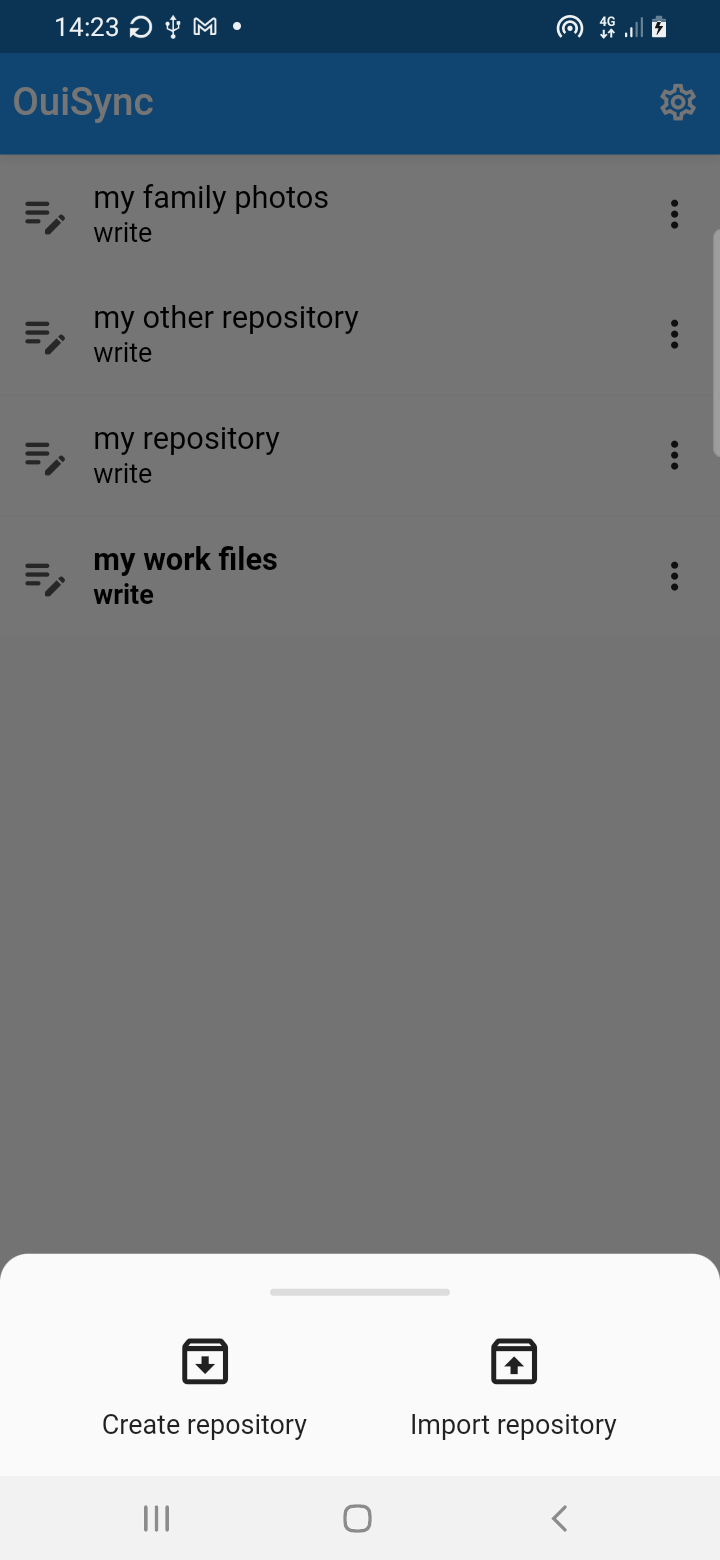 14:23
4G
OuiSync
my family photos
write
my other repository
write
my repository
write
my work files
write
Create repository
Import repository